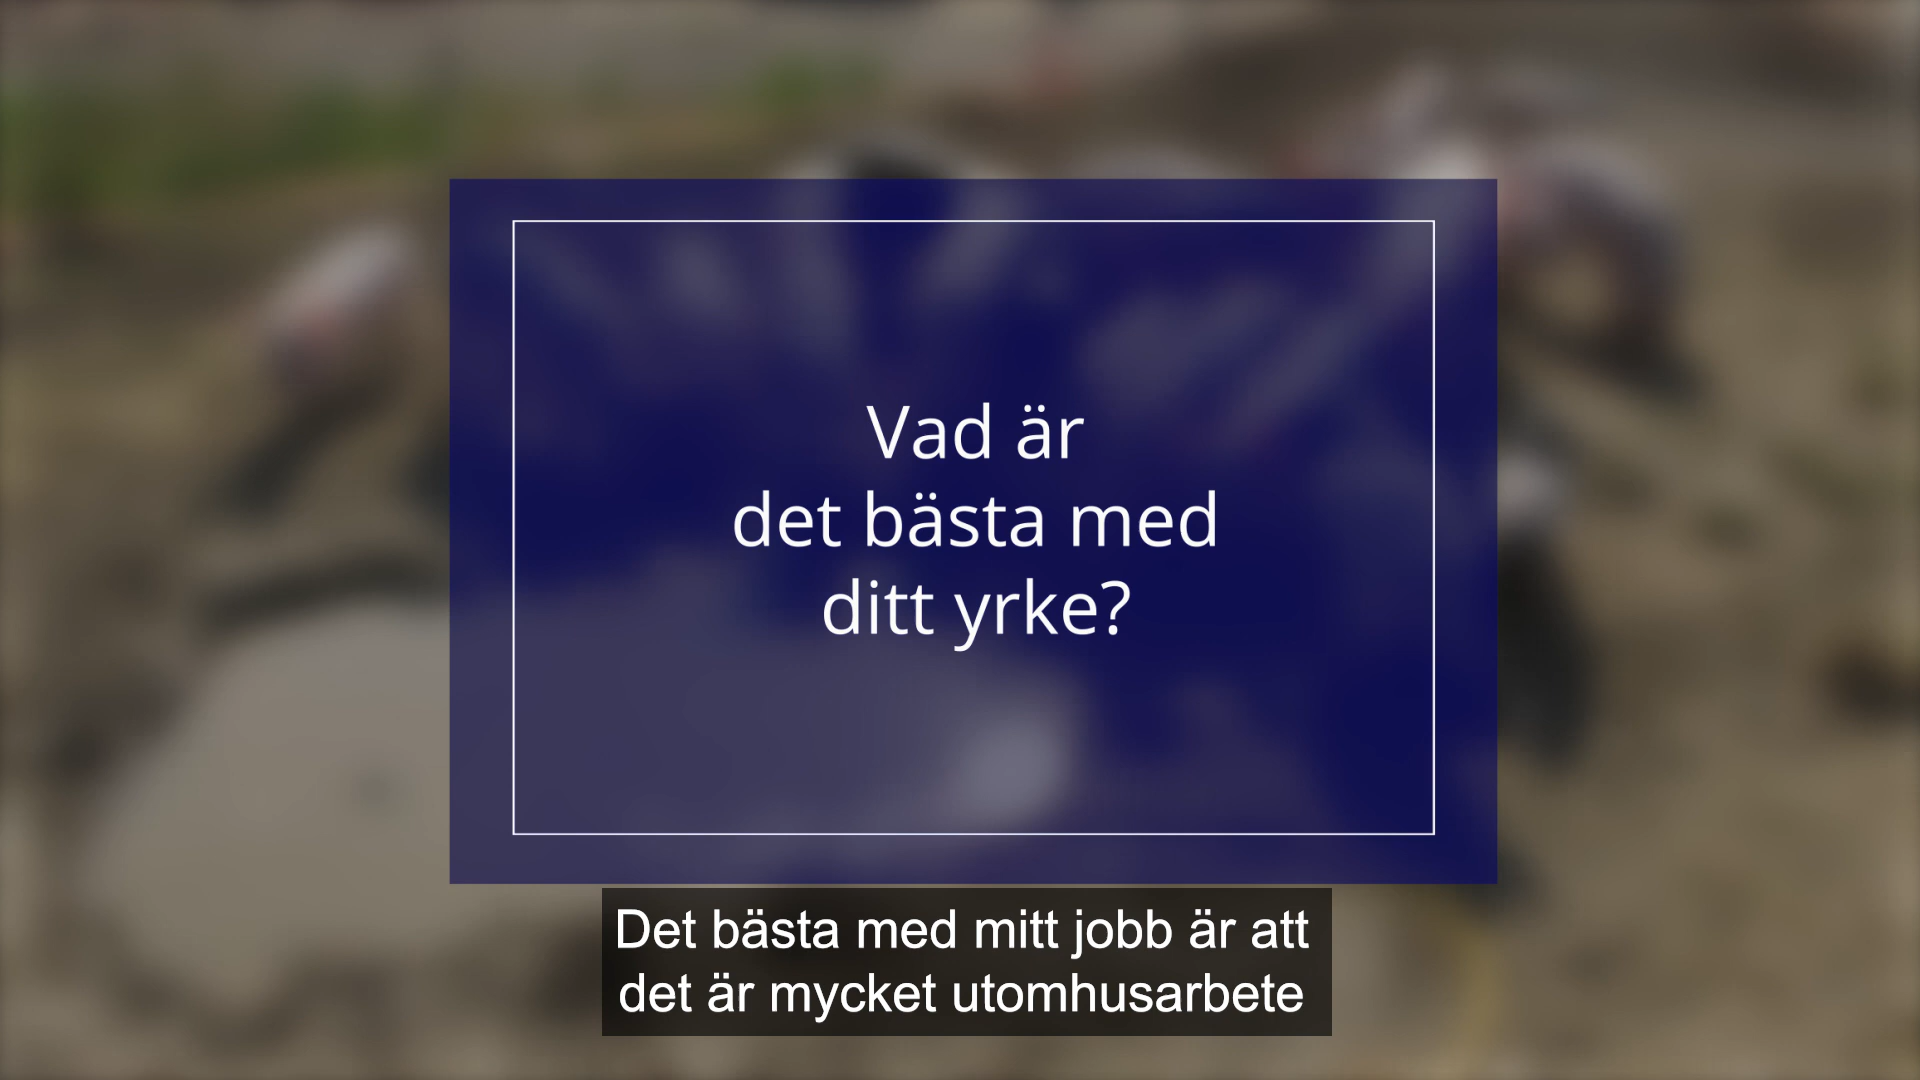 Vad är
det bästa med
ditt yrke?
Det bästa med mitt jobb är att
det är mycket utomhusarbete